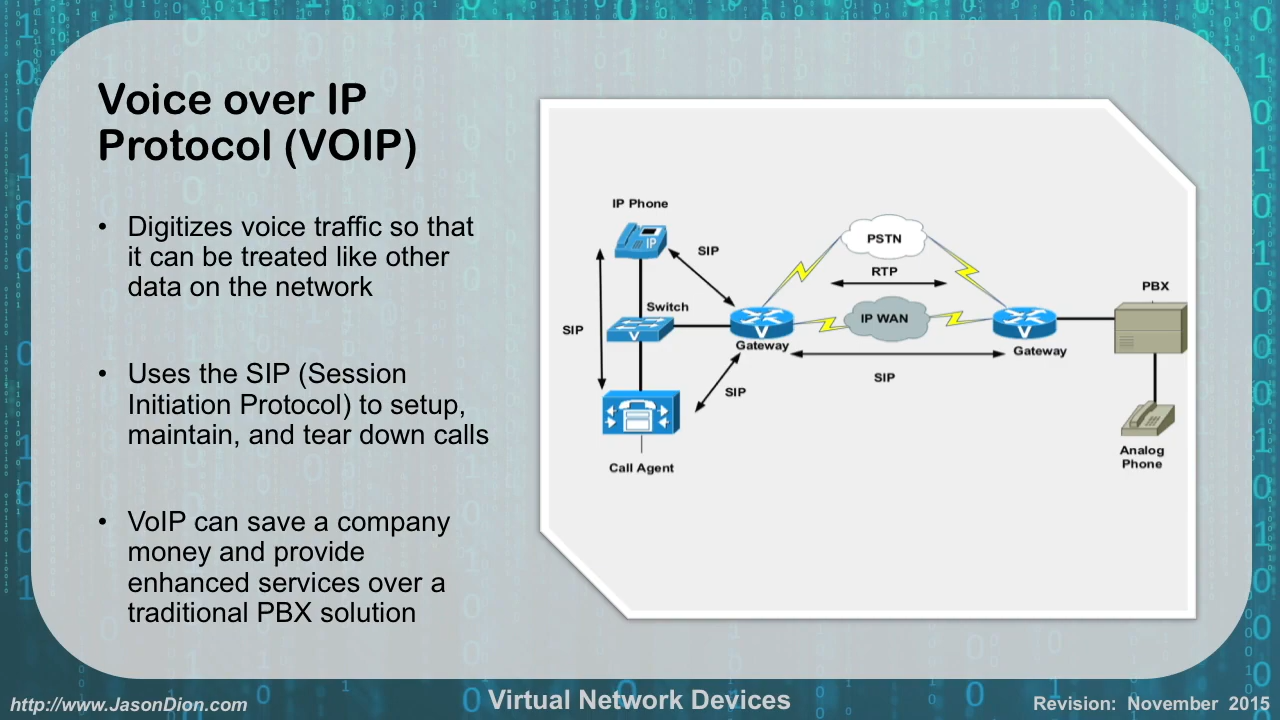 Voice over IP
Protocol (VOIP)
• Digitizes voice traffic so that
it can be treated like other
data on the network
• Uses the SIP (Session
Initiation Protocol) to setup,
maintain, and tear down calls
• VoIP can save a company
money and provide
enhanced services over a
traditional PBX solution
IP Phone
IP
SIP
PSTN
RTP
PBX
Switch
SIP
V
V
IP WAN
V
Gateway
Gateway
SIP
SIP
Call Agent
Analog
Phone
http://www.JasonDion.com
Virtual Network Devices
Revision: November 2015